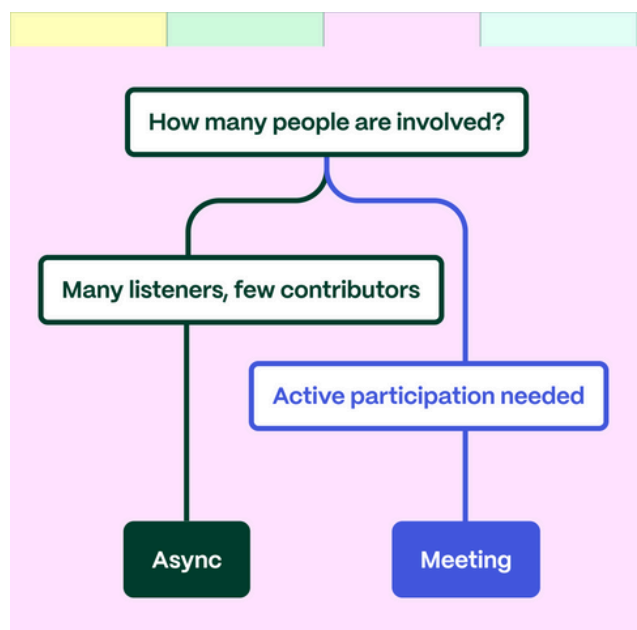 How many people are involved?
Many listeners, few contributors
Active participation needed
Async
Meeting